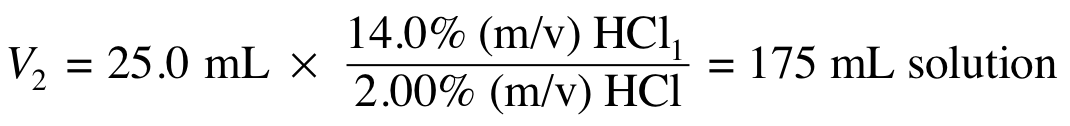 V₂ = 25.0 mL × 14.0% (m/v) HCl₁ / 2.00% (m/v) HCl = 175 mL solution